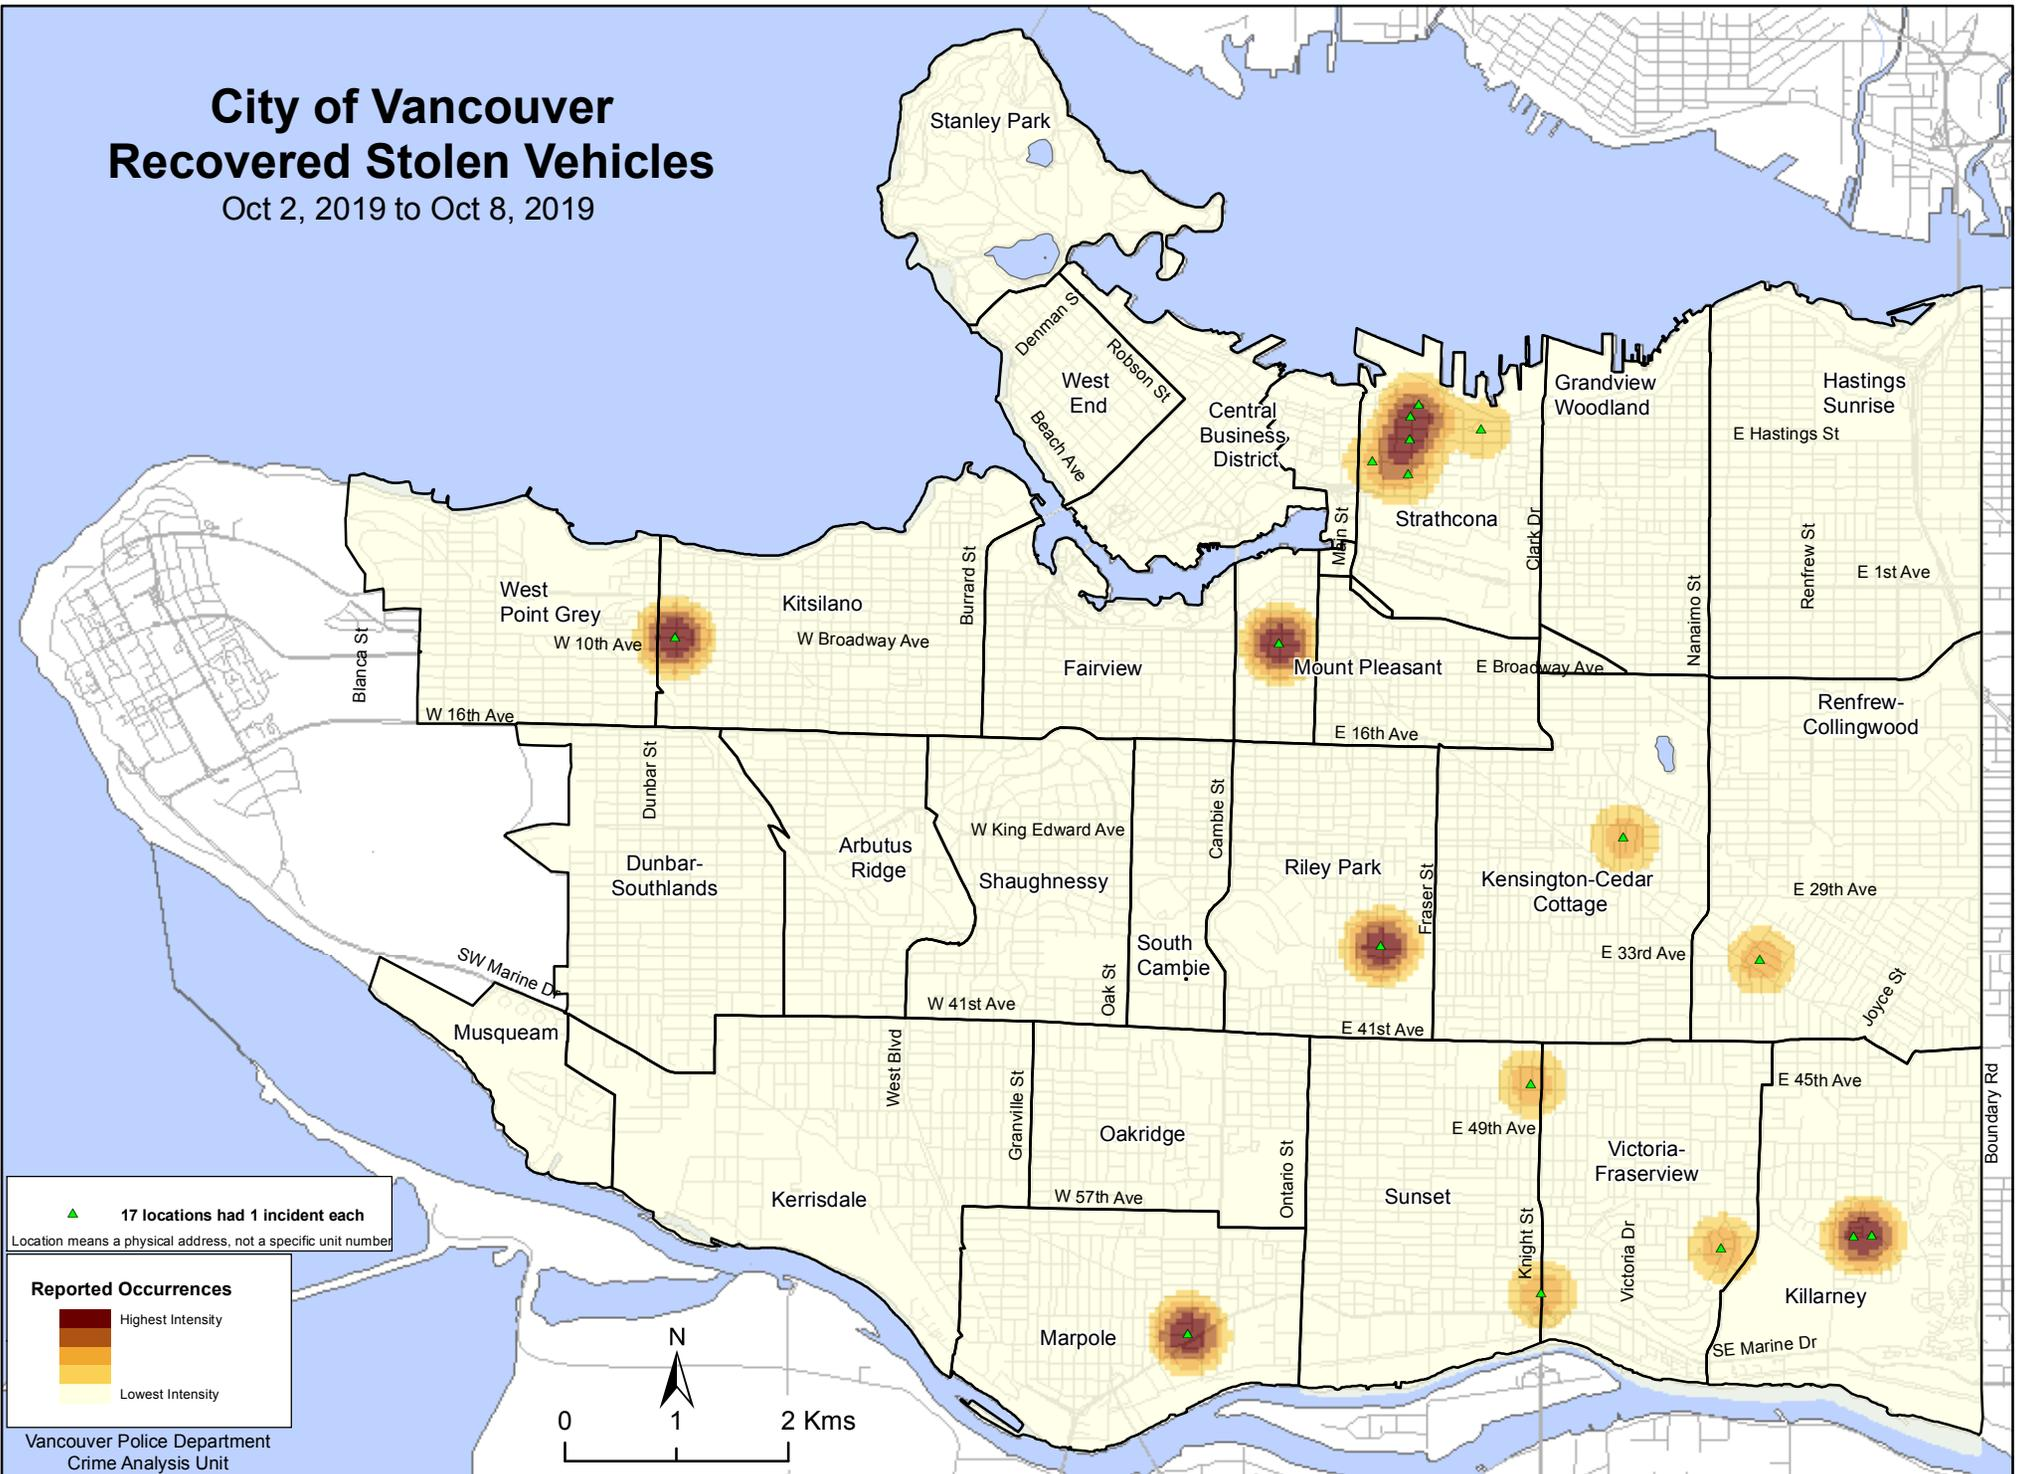 City of Vancouver
Recovered Stolen Vehicles
Oct 2, 2019 to Oct 8, 2019
Stanley Park
Denman S
Robson St
West
End
Beach Ave
Central
Business
District
Grandview
Woodland
Hastings
Sunrise
E Hastings St
Strathcona
Main St
Clark Dr
Nanaimo St
Renfrew St
E 1st Ave
West
Point Grey
W 10th Ave
Blanca St
W 16th Ave
Kitsilano
W Broadway Ave
Burrard St
Fairview
Mount Pleasant
E Broadway Ave
E 16th Ave
Renfrew-
Collingwood
Dunbar St
Dunbar-
Southlands
Arbutus
Ridge
W King Edward Ave
Shaughnessy
Cambie St
Riley Park
Fraser St
Kensington-Cedar
Cottage
E 29th Ave
E 33rd Ave
South
Cambie
Oak St
W 41st Ave
E 41st Ave
Joyce St
SW Marine Dr
Musqueam
West Blvd
Granville St
Oakridge
Ontario St
E 45th Ave
Boundary Rd
E 49th Ave
Victoria-
Fraserview
Kerrisdale
W 57th Ave
Sunset
Knight St
Victoria Dr
Killarney
SE Marine Dr
Marpole
17 locations had 1 incident each
Location means a physical address, not a specific unit number
Reported Occurrences
Highest Intensity
Lowest Intensity
N
0 1 2 Kms
Vancouver Police Department
Crime Analysis Unit